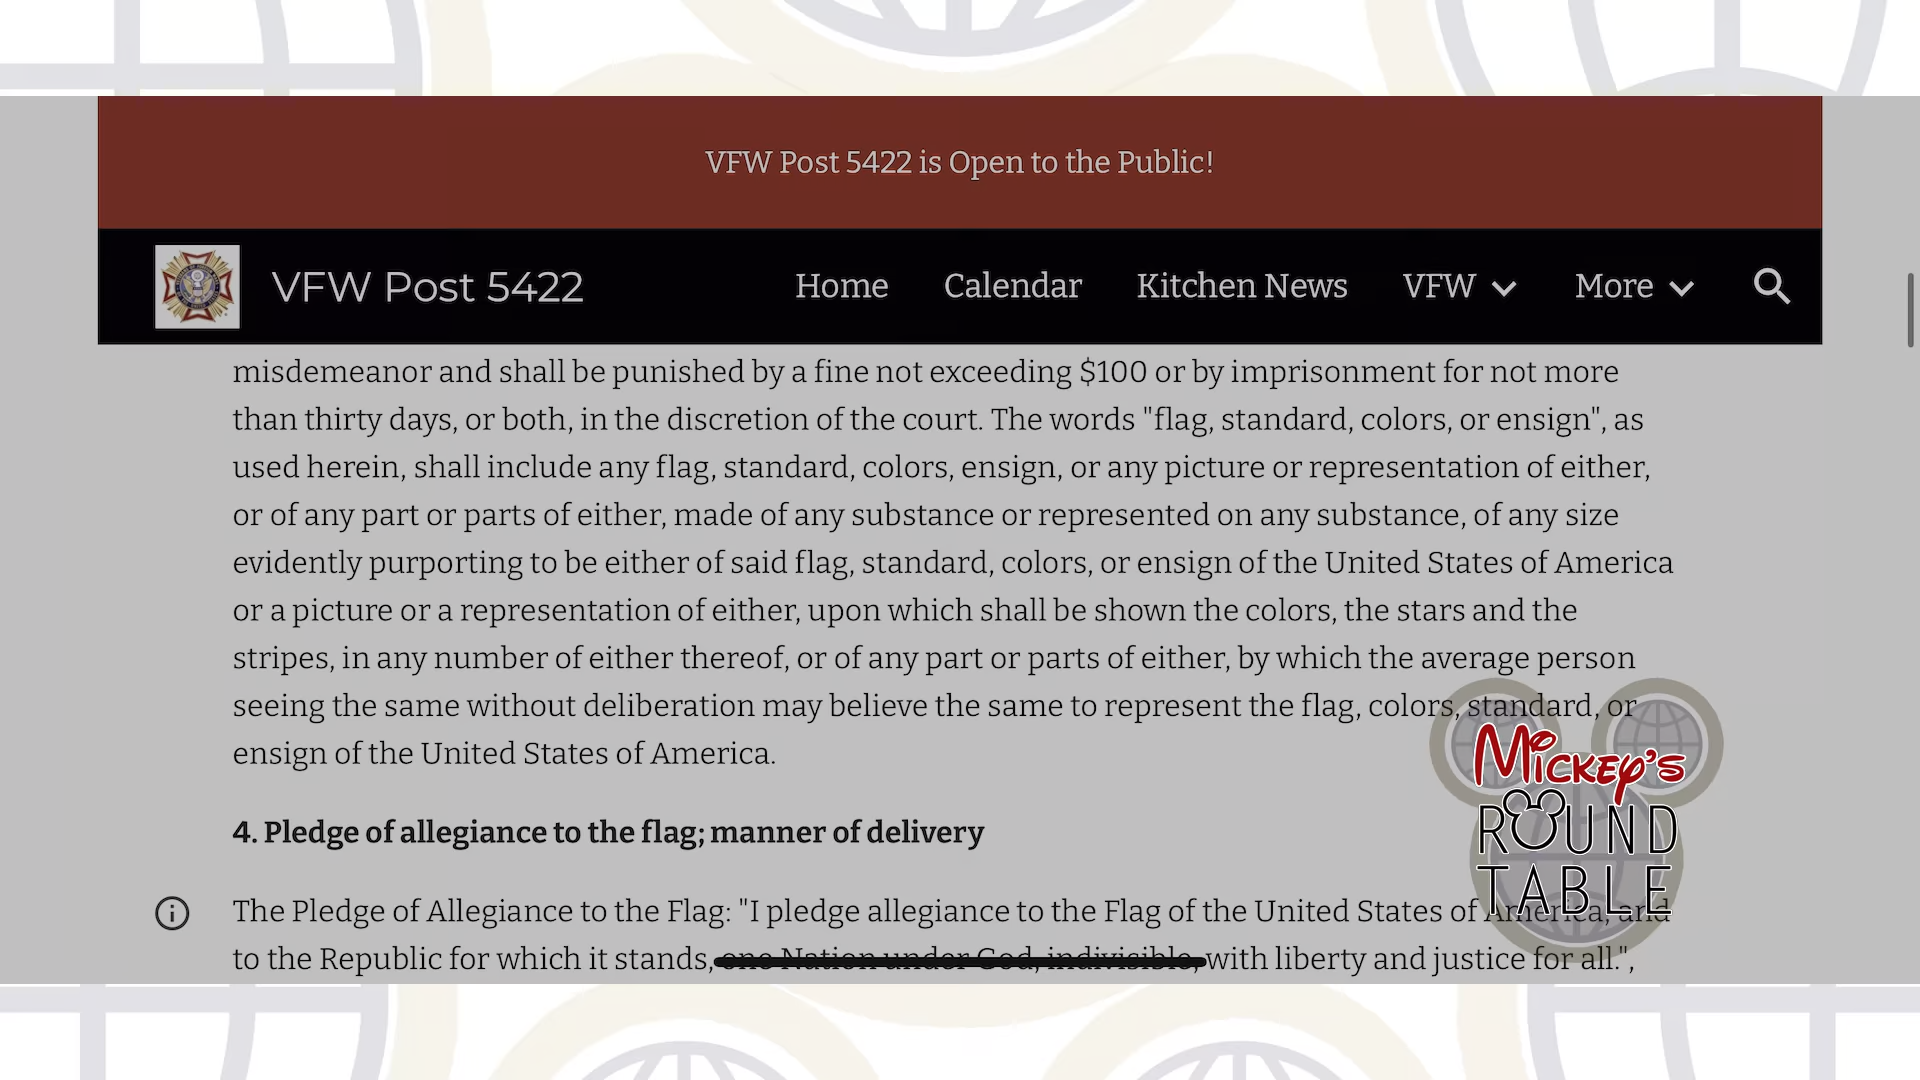 VFW Post 5422 is Open to the Public!
VFW Post 5422
Home Calendar Kitchen News VFW More
misdemeanor and shall be punished by a fine not exceeding $100 or by imprisonment for not more
than thirty days, or both, in the discretion of the court. The words "flag, standard, colors, or ensign", as
used herein, shall include any flag, standard, colors, ensign, or any picture or representation of either,
or of any part or parts of either, made of any substance or represented on any substance, of any size
evidently purporting to be either of said flag, standard, colors, or ensign of the United States of America
or a picture or a representation of either, upon which shall be shown the colors, the stars and the
stripes, in any number of either thereof, or of any part or parts of either, by which the average person
seeing the same without deliberation may believe the same to represent the flag, colors, standard, or
ensign of the United States of America.
4. Pledge of allegiance to the flag; manner of delivery
The Pledge of Allegiance to the Flag: "I pledge allegiance to the Flag of the United States of America, and
to the Republic for which it stands, one Nation under God, indivisible, with liberty and justice for all.",
MICKEY'S
ROUND
TABLE